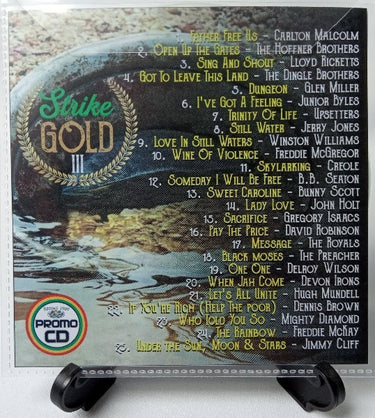 1. Father Free Us - Carlton Malcolm
2. Open Up The Gates - The Hoffner Brothers
3. Sing And Shout - Lloyd Ricketts
4. Got To Leave This Land - The Dingle Brothers
5. Dungeon - Glen Miller
6. I've Got A Feeling - Junior Byles
7. Trinity Of Life - Upsetters
8. Still Water - Jerry Jones
9. Love In Still Waters - Winston Williams
10. Wine Of Violence - Freddie McGregor
11. Skylarking - Creole
12. Someday I Will Be Free - B.B. Seaton
13. Sweet Caroline - Bunny Scott
14. Lady Love - John Holt
15. Sacrifice - Gregory Isaacs
16. Pay The Price - David Robinson
17. Message - The Royals
18. Black Moses - The Preacher
19. One One - Delroy Wilson
20. When Jah Come - Devon Irons
21. Let's All Unite - Hugh Mundell
22. If You're Rich (Help The Poor) - Dennis Brown
23. Who Told You So - Mighty Diamond
24. The Rainbow - Freddie McKay
25. Under The Sun, Moon & Stars - Jimmy Cliff
Strike
GOLD
III
PROMO
CD